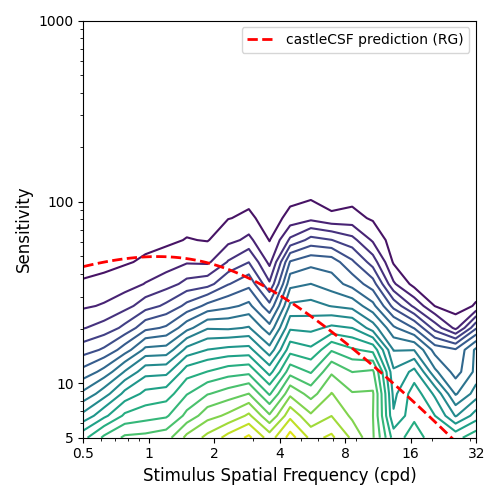 1000
castleCSF prediction (RG)
100
Sensitivity
10
5
0.5 1 2 4 8 16 32
Stimulus Spatial Frequency (cpd)